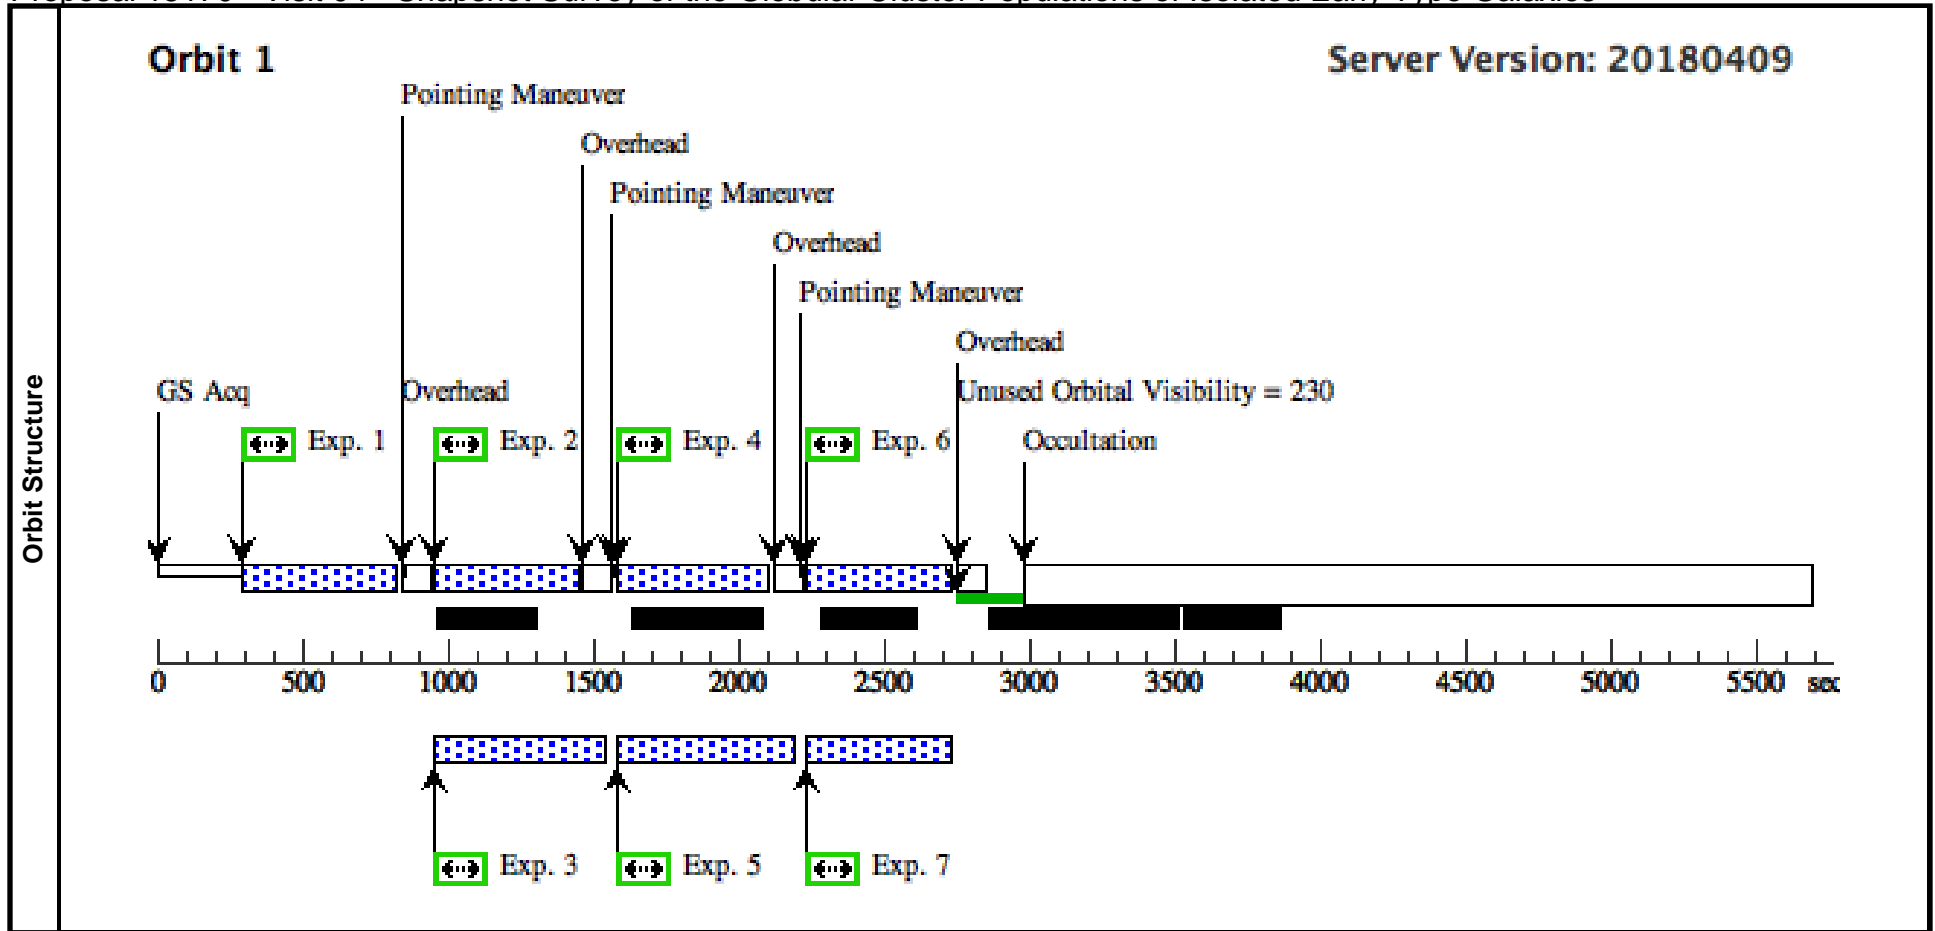 Orbit 1
Server Version: 20180409
Pointing Maneuver
Overhead
Pointing Maneuver
Overhead
Pointing Maneuver
Overhead
GS Acq
Overhead
Unused Orbital Visibility = 230
Exp. 1
Exp. 2
Exp. 4
Exp. 6
Occultation
Orbit Structure
0 500 1000 1500 2000 2500 3000 3500 4000 4500 5000 5500 sec
Exp. 3
Exp. 5
Exp. 7